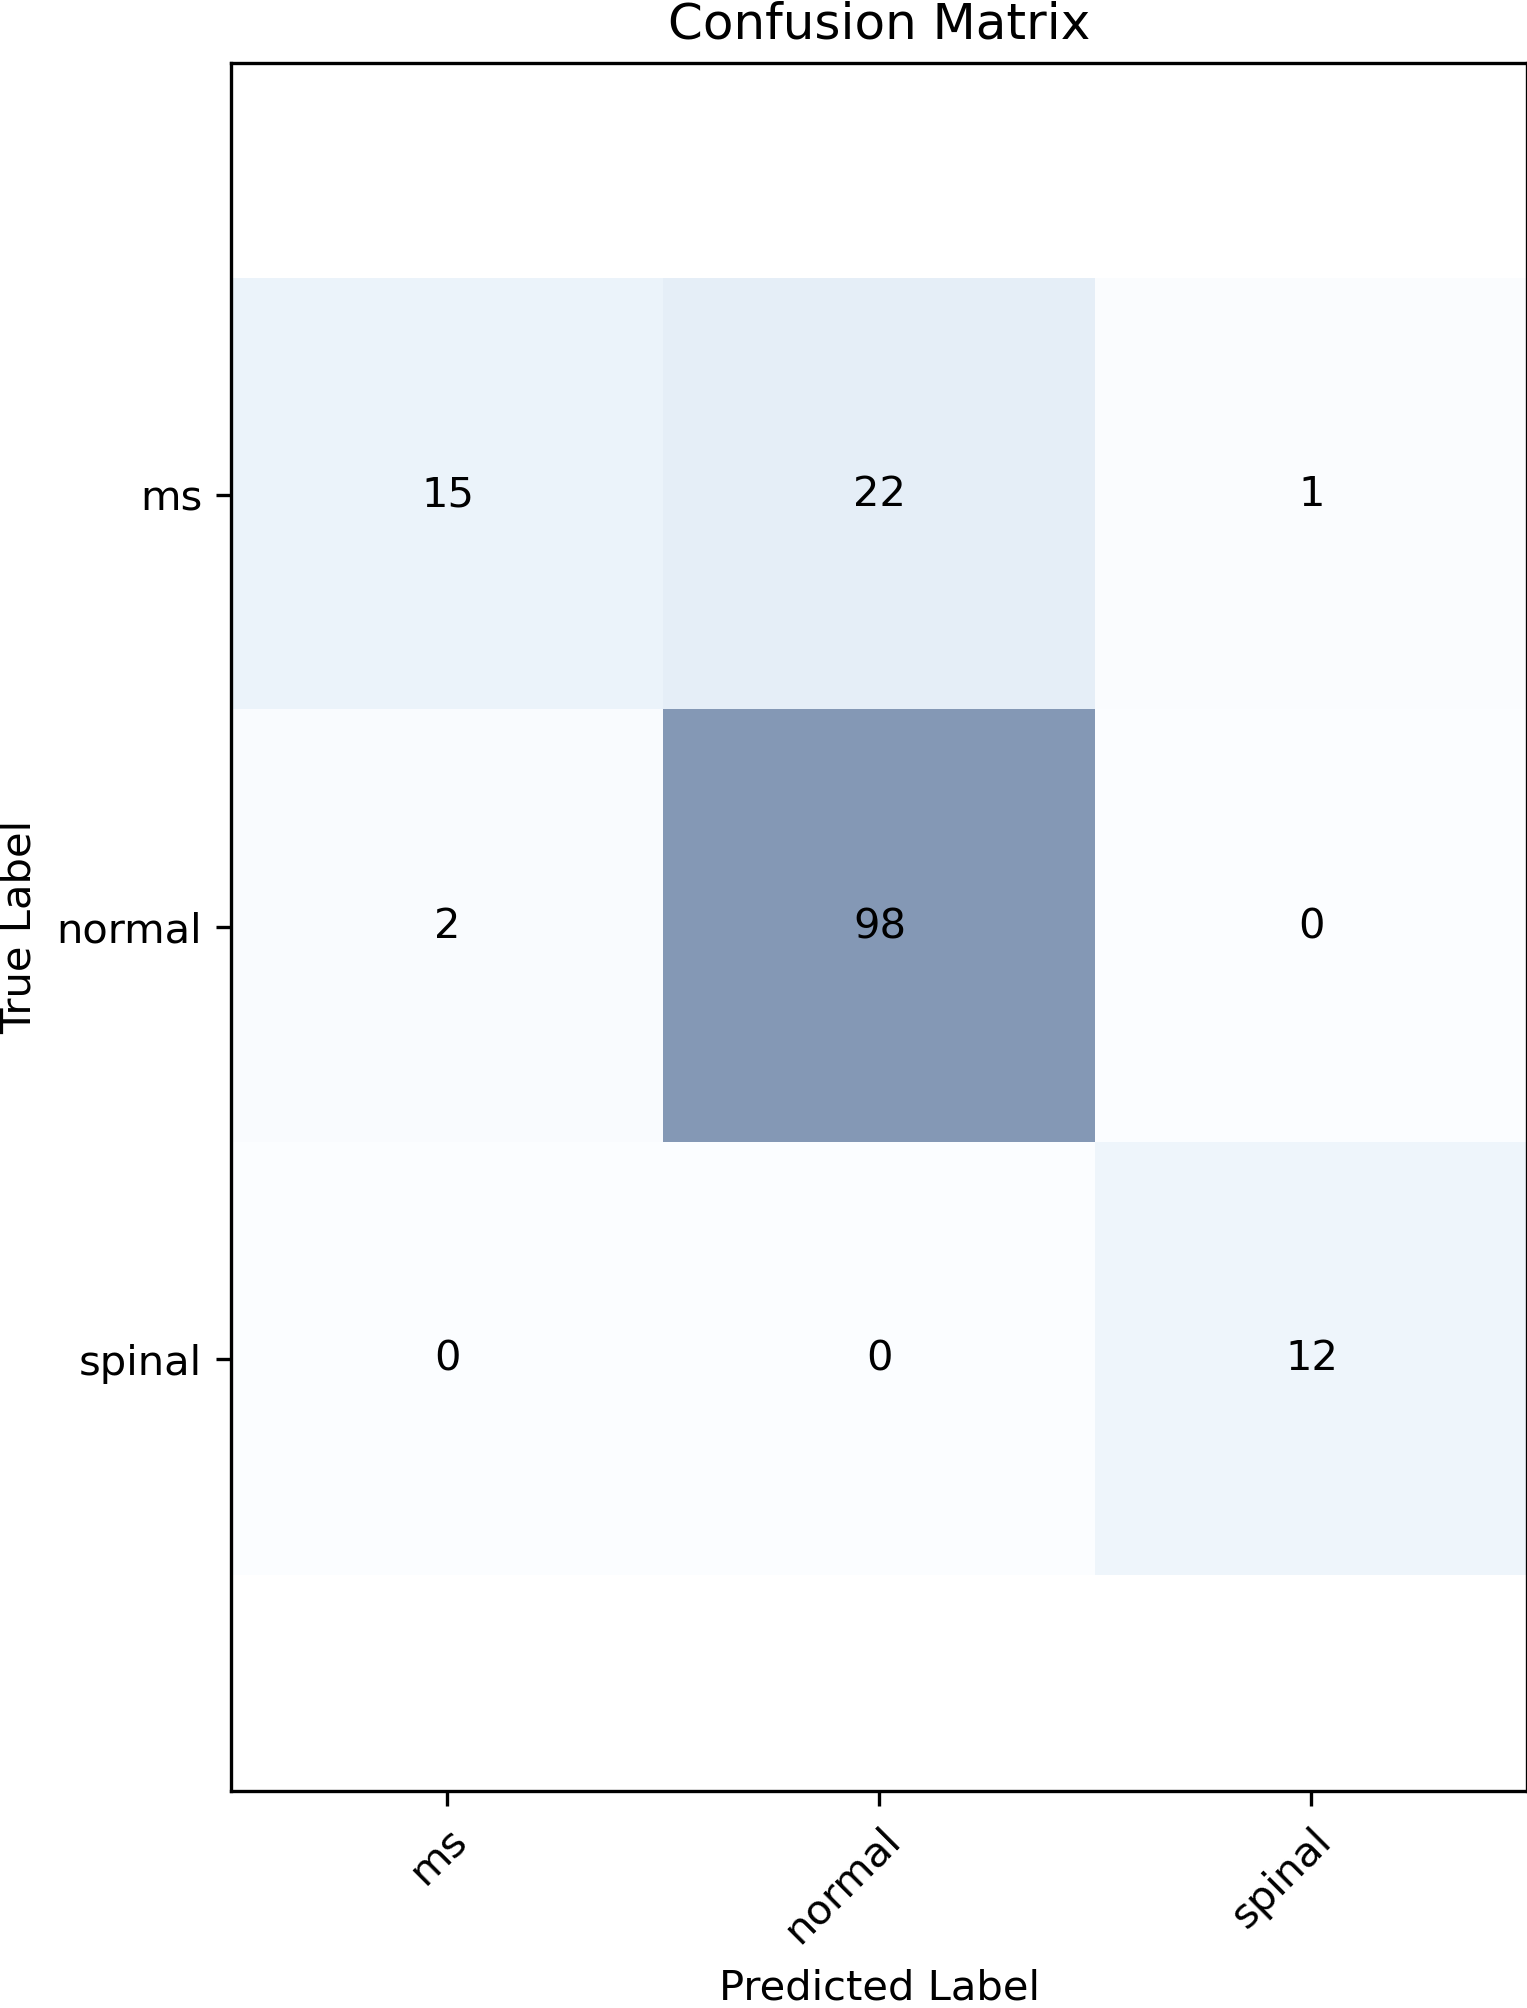 Confusion Matrix
ms 15 22 1
True Label
normal 2 98 0
spinal 0 0 12
ms normal spinal
Predicted Label